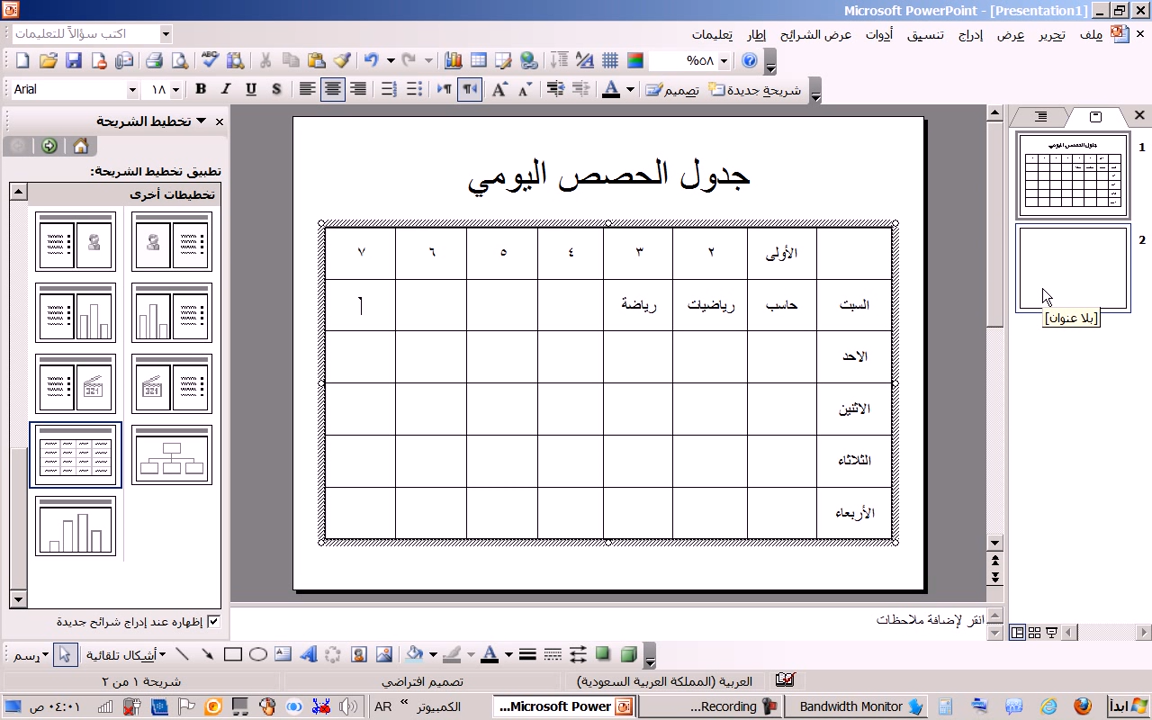 Microsoft PowerPoint - [Presentation1]
ملف تحرير عرض إدراج تنسيق أدوات عرض الشرائح إطار تعليمات
اكتب سؤالاً للتعليمات
٥٨%
Arial ١٨ B I U S A تصميم شريحة جديدة
تخطيط الشريحة
تطبيق تخطيط الشريحة:
تخطيطات أخرى
إظهاره عند إدراج شرائح جديدة
جدول الحصص اليومي
الأولى ٢ ٣ ٤ ٥ ٦ ٧
السبت حاسب رياضيات رياضة
الاحد
الاثنين
الثلاثاء
الأربعاء
1
2
[بلا عنوان]
انقر لإضافة ملاحظات
رسم أشكال تلقائية
شريحة ١ من ٢
تصميم افتراضي
العربية (المملكة العربية السعودية)
ابدأ
Bandwidth Monitor
Recording...
Microsoft Power...
الكمبيوتر
AR
٠٤:٠١ ص